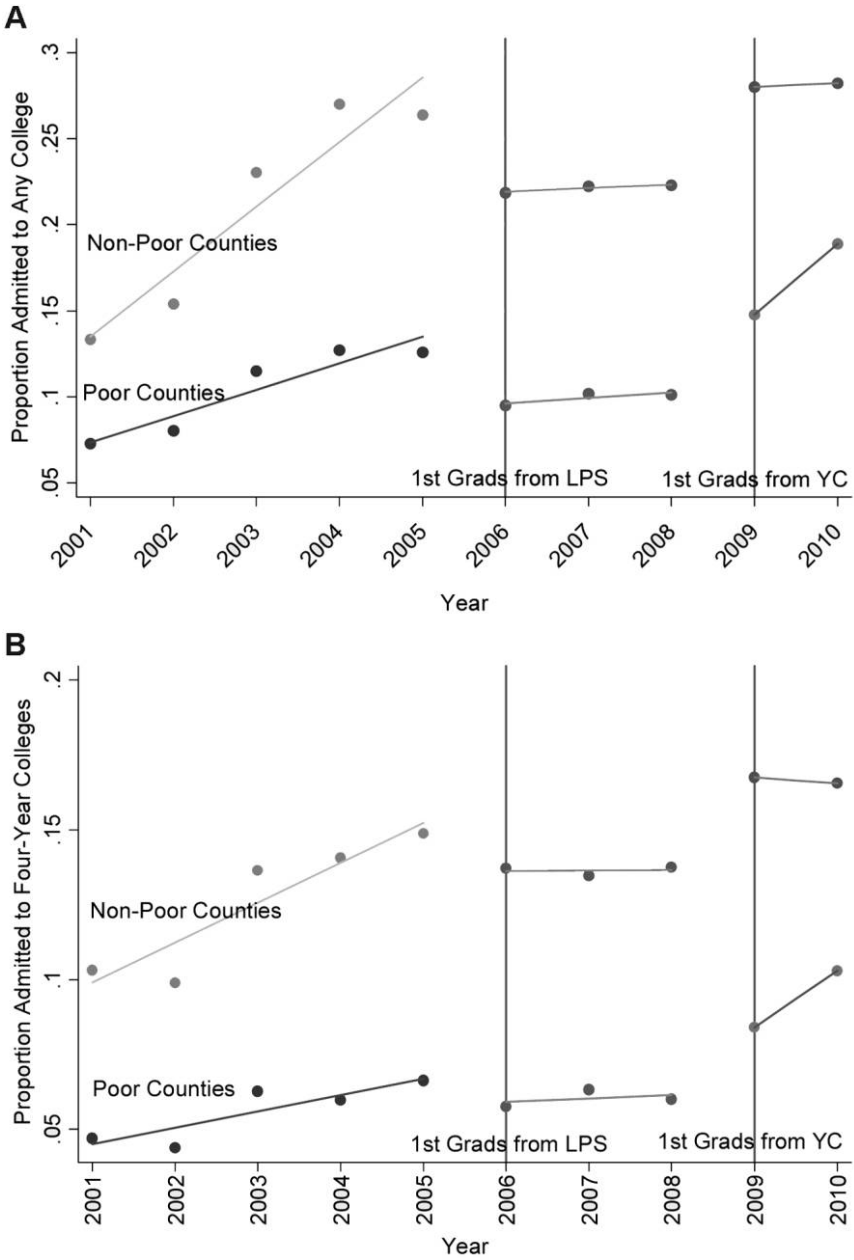 A
Proportion Admitted to Any College
.3
.25
.2
.15
.1
.05
Non-Poor Counties
Poor Counties
1st Grads from LPS
1st Grads from YC
2001 2002 2003 2004 2005 2006 2007 2008 2009 2010
Year
B
Proportion Admitted to Four-Year Colleges
.2
.15
.1
.05
Non-Poor Counties
Poor Counties
1st Grads from LPS
1st Grads from YC
2001 2002 2003 2004 2005 2006 2007 2008 2009 2010
Year